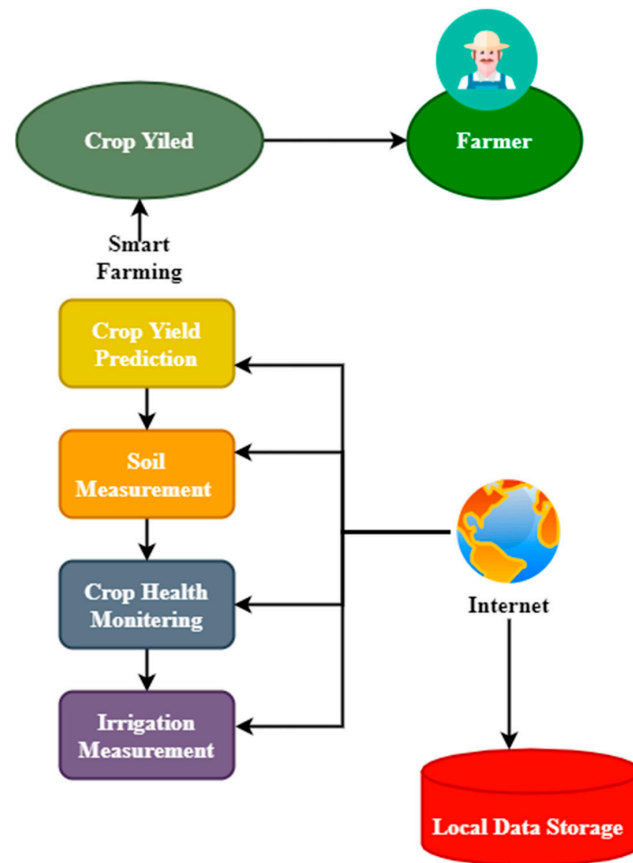 Crop Yiled
Farmer
Smart
Farming
Crop Yield
Prediction
Soil
Measurement
Crop Health
Monitering
Internet
Irrigation
Measurement
Local Data Storage